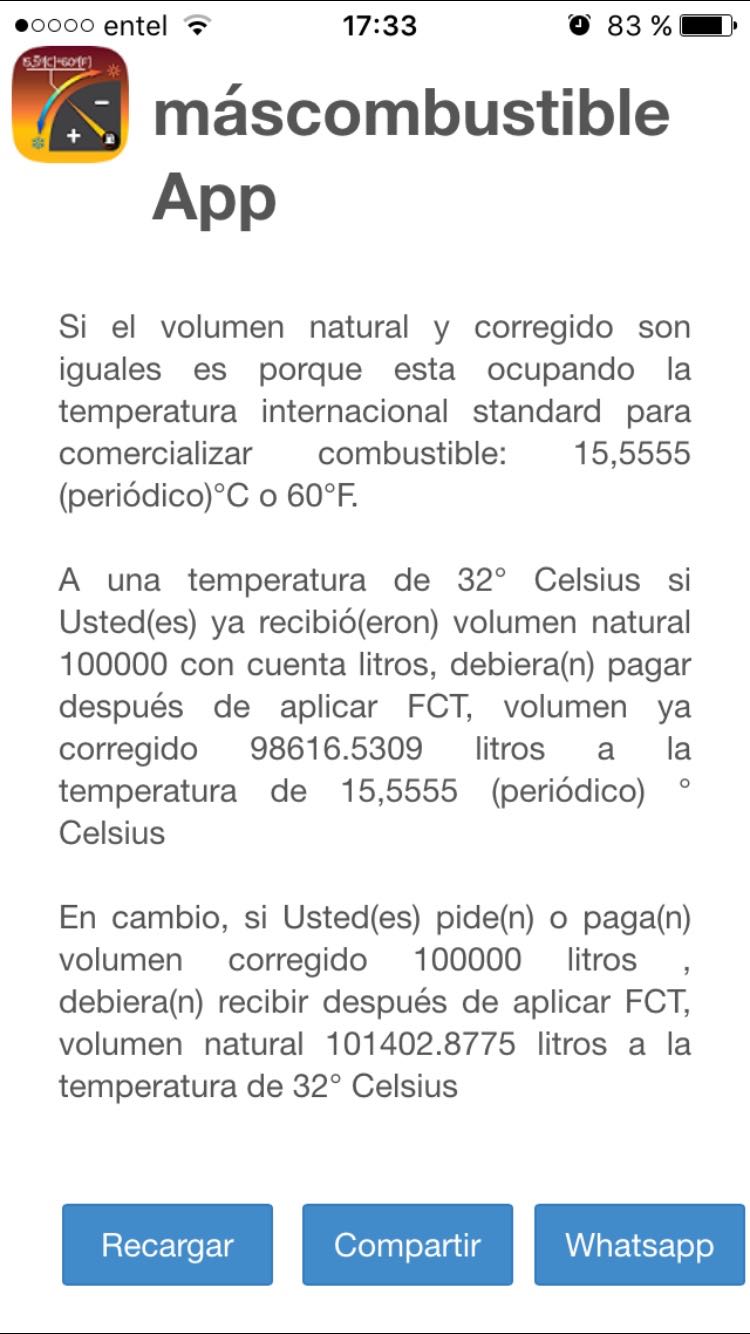 entel 17:33 83 %
15,5°[C]=60°[F]
máscombustible
App
Si el volumen natural y corregido son
iguales es porque esta ocupando la
temperatura internacional standard para
comercializar combustible: 15,5555
(periódico)°C o 60°F.
A una temperatura de 32° Celsius si
Usted(es) ya recibió(eron) volumen natural
100000 con cuenta litros, debiera(n) pagar
después de aplicar FCT, volumen ya
corregido 98616.5309 litros a la
temperatura de 15,5555 (periódico) °
Celsius
En cambio, si Usted(es) pide(n) o paga(n)
volumen corregido 100000 litros ,
debiera(n) recibir después de aplicar FCT,
volumen natural 101402.8775 litros a la
temperatura de 32° Celsius
Recargar Compartir Whatsapp